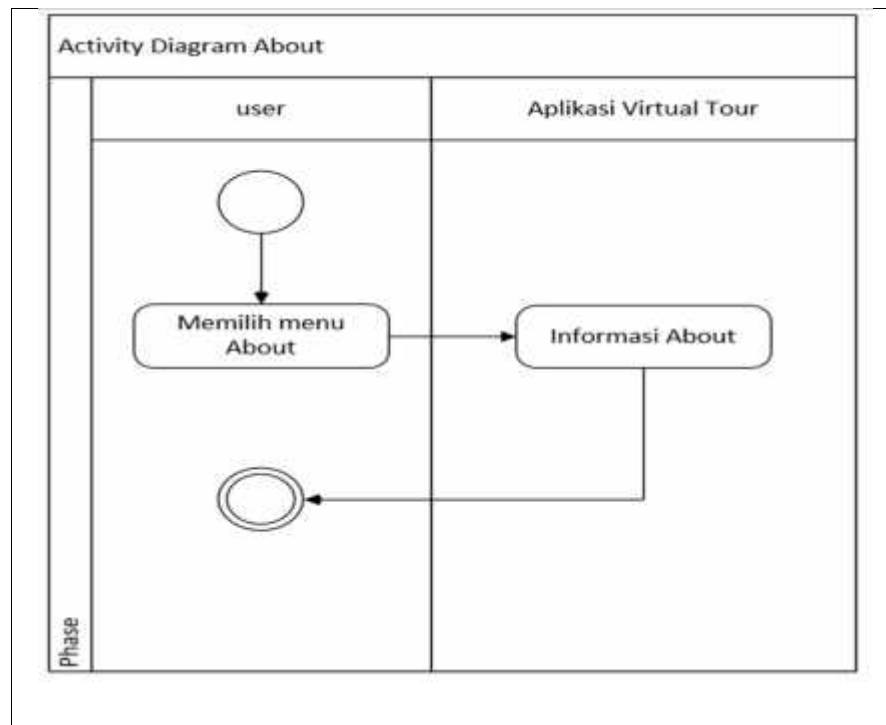 Activity Diagram About
user
Aplikasi Virtual Tour
Memilih menu
About
Informasi About
Phase